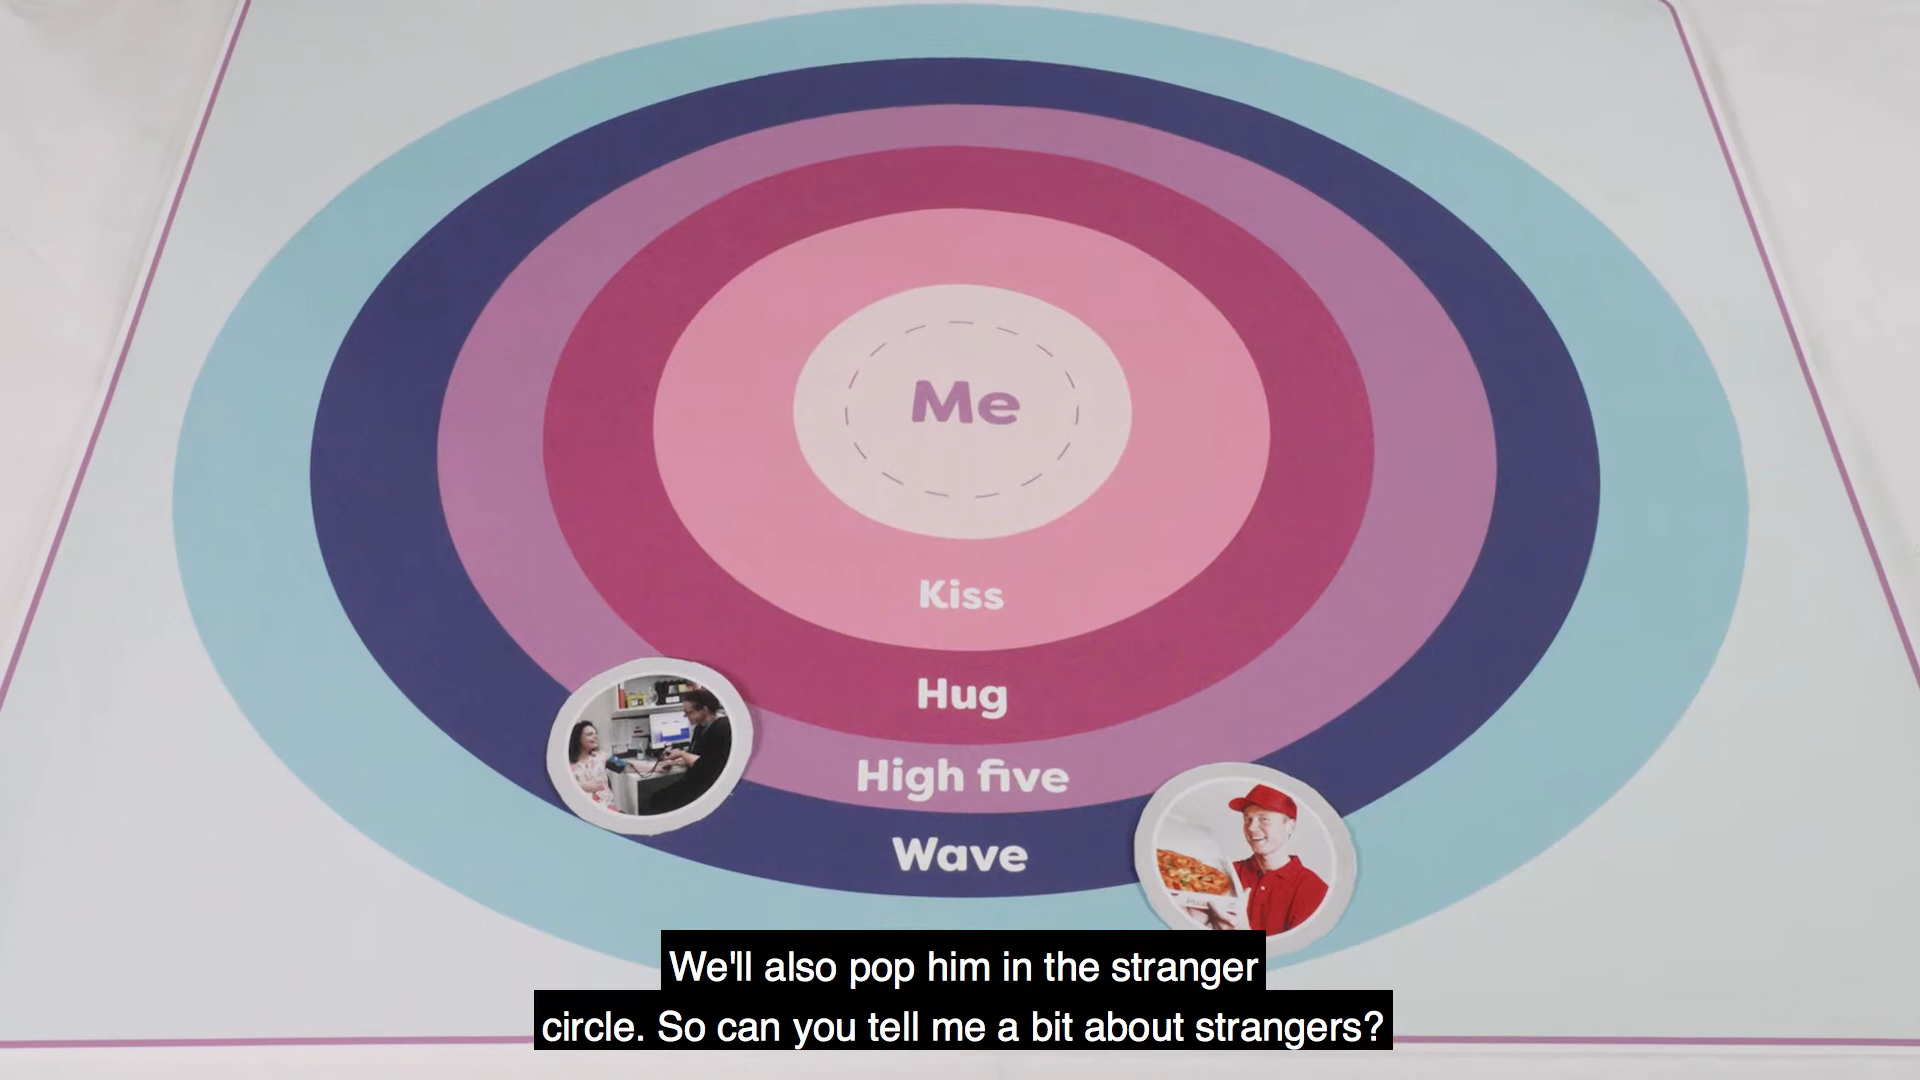 Me
Kiss
Hug
High five
Wave
We'll also pop him in the stranger
circle. So can you tell me a bit about strangers?